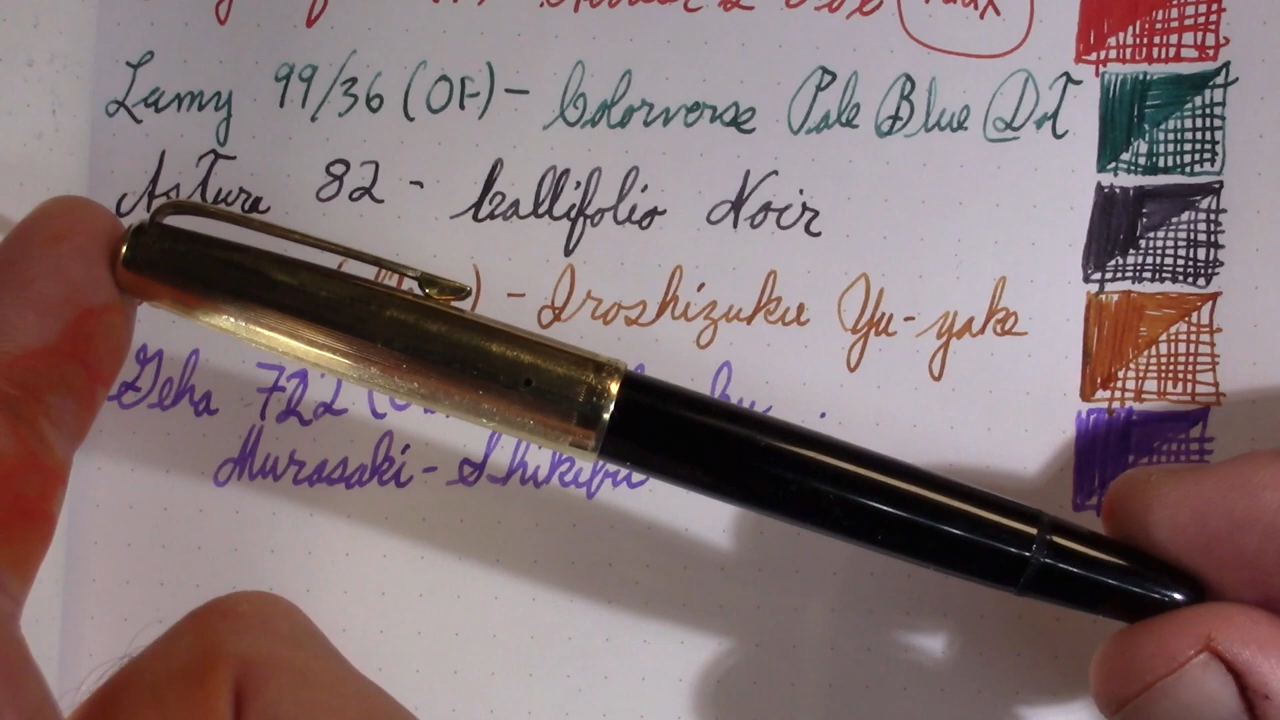 Lamy 99/36 (OF) - Colorverse Pale Blue Dot
Astura 82 - Kallifolio Noir
) - Iroshizuku Yu-yake
Geha 722 (
Murasaki-Shikibu